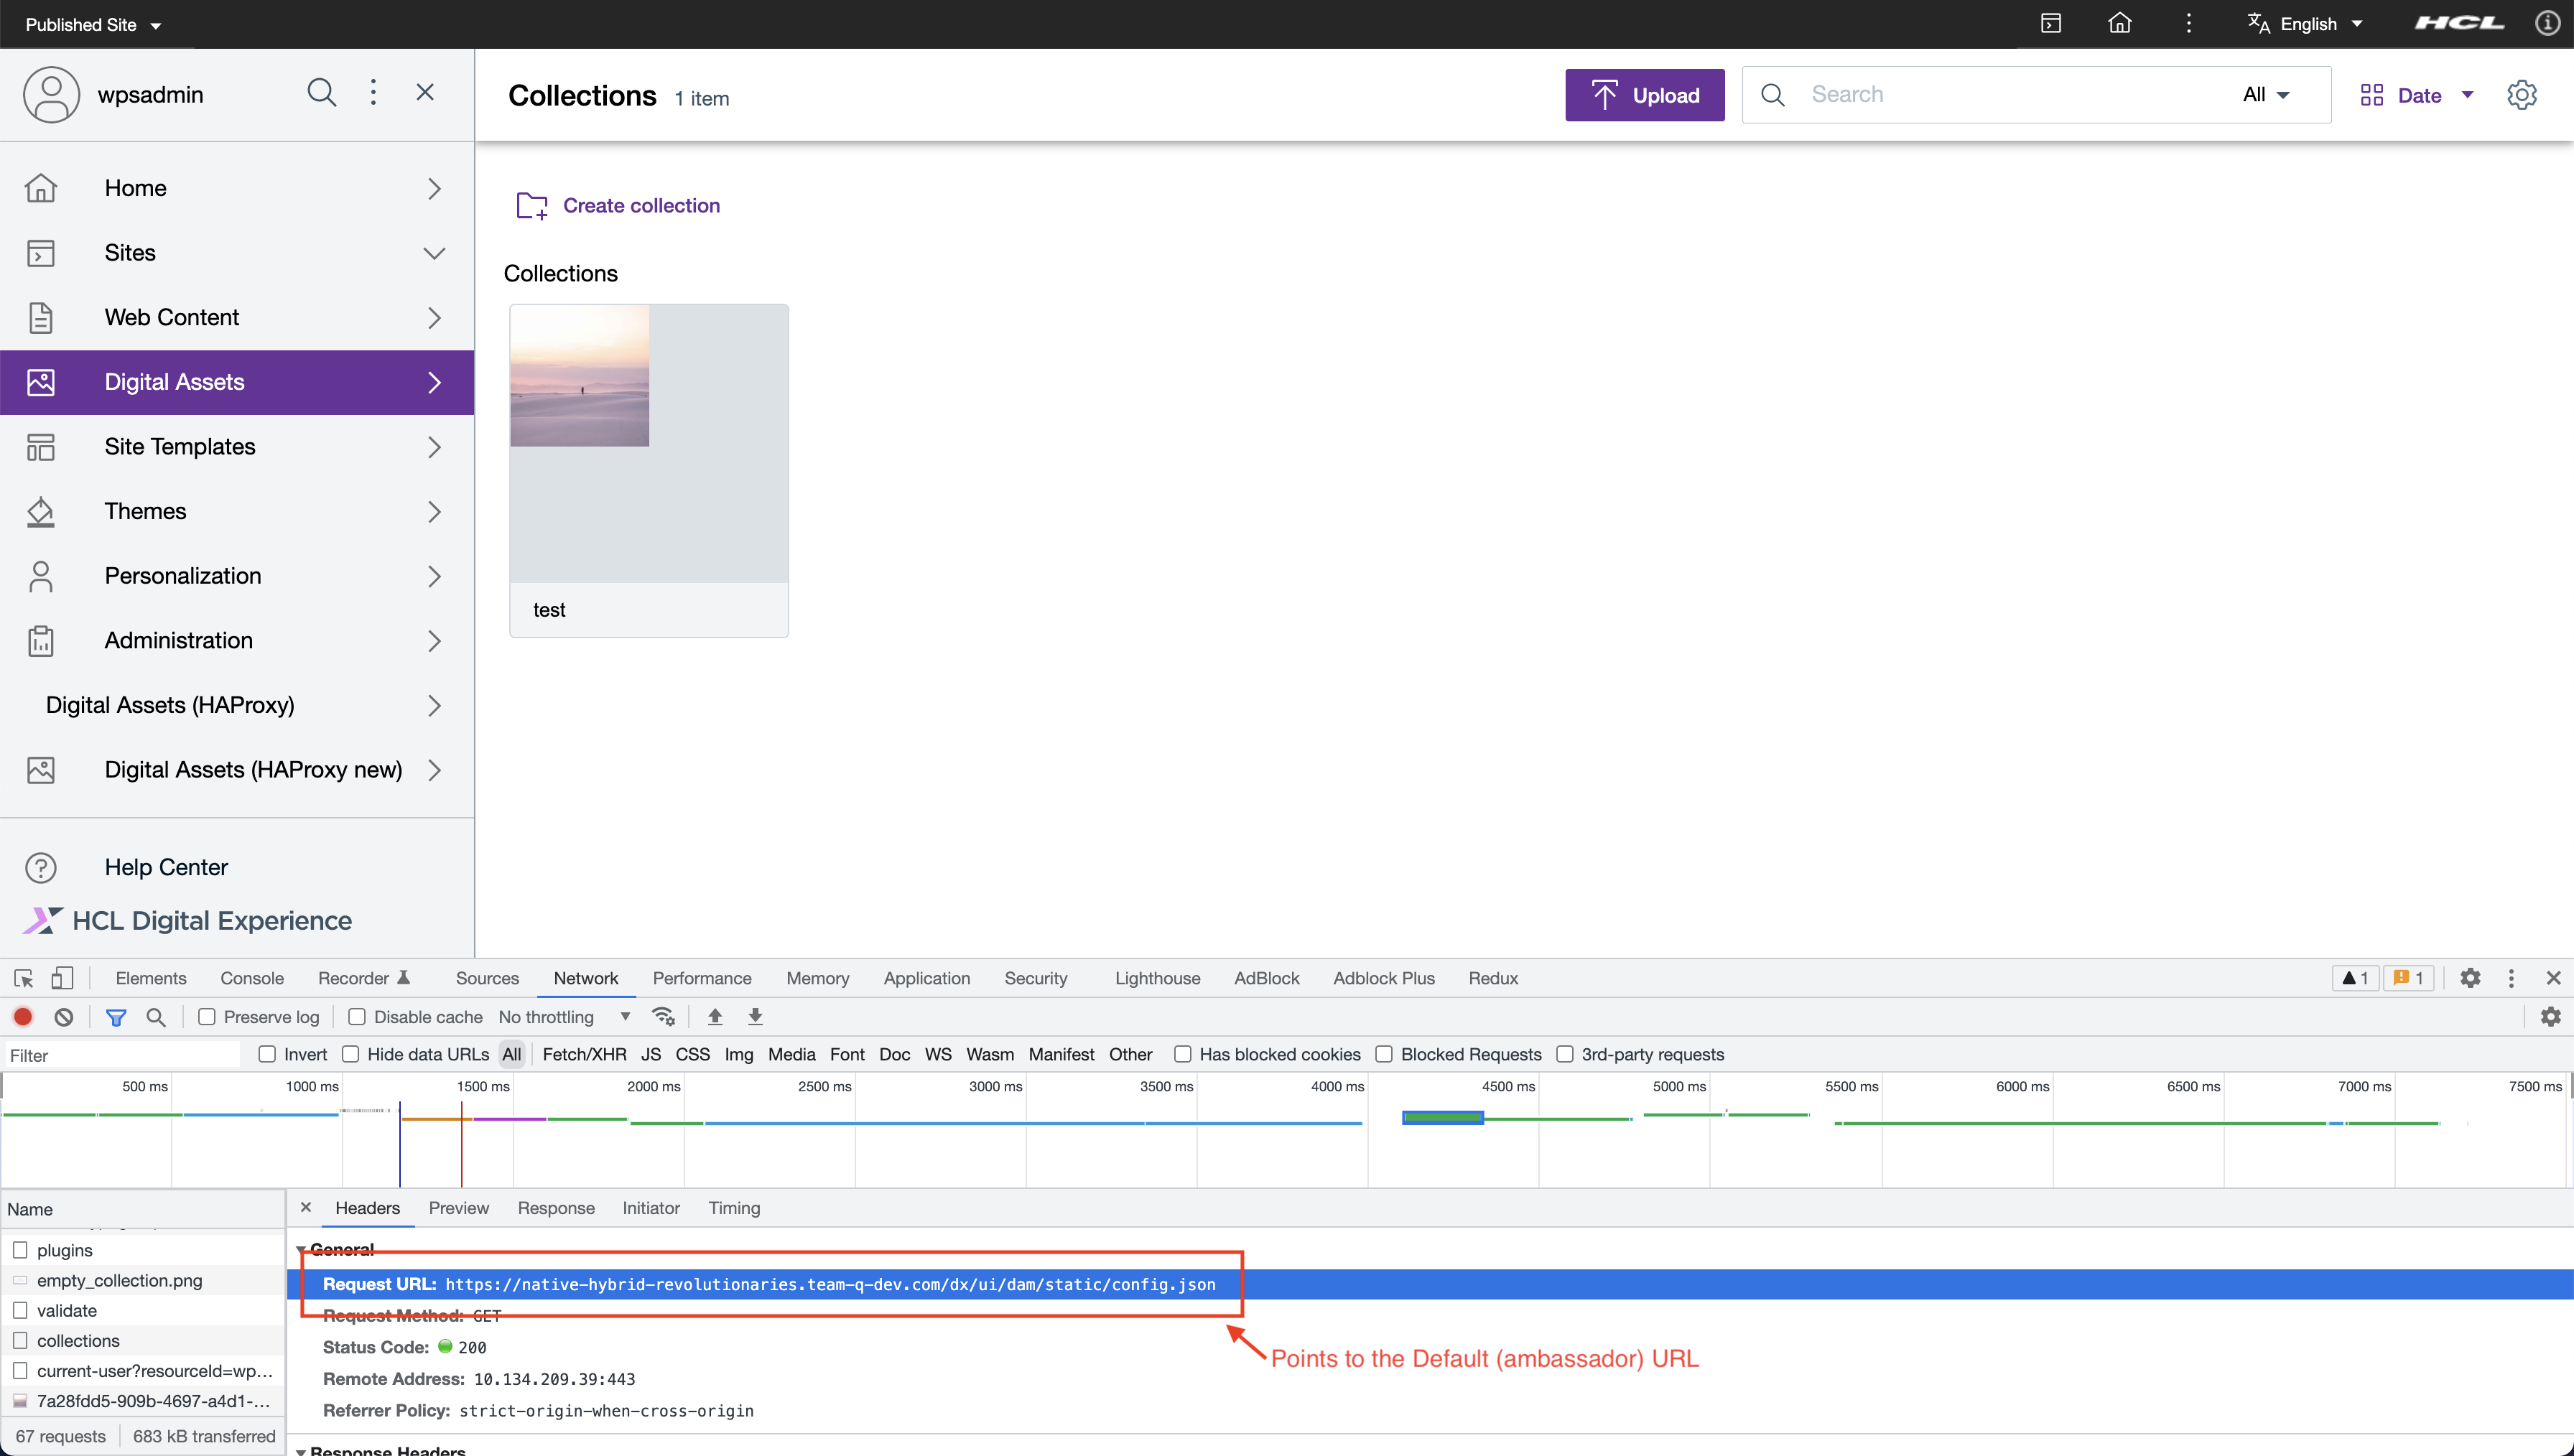 Published Site
English
HCL
wpsadmin
Collections 1 item
Upload
Search
All
Date
Home
Sites
Web Content
Digital Assets
Site Templates
Themes
Personalization
Administration
Digital Assets (HAProxy)
Digital Assets (HAProxy new)
Help Center
HCL Digital Experience
Create collection
Collections
test
Elements Console Recorder Sources Network Performance Memory Application Security Lighthouse AdBlock Adblock Plus Redux 1 1
Preserve log Disable cache No throttling
Filter Invert Hide data URLs All Fetch/XHR JS CSS Img Media Font Doc WS Wasm Manifest Other Has blocked cookies Blocked Requests 3rd-party requests
500 ms 1000 ms 1500 ms 2000 ms 2500 ms 3000 ms 3500 ms 4000 ms 4500 ms 5000 ms 5500 ms 6000 ms 6500 ms 7000 ms 7500 ms
Name
plugins
empty_collection.png
validate
collections
current-user?resourceId=wp...
7a28fdd5-909b-4697-a4d1-...
67 requests 683 kB transferred
Headers Preview Response Initiator Timing
General
Request URL: https://native-hybrid-revolutionaries.team-q-dev.com/dx/ui/dam/static/config.json
Request Method: GET
Status Code: 200
Remote Address: 10.134.209.39:443
Referrer Policy: strict-origin-when-cross-origin
Response Headers
Points to the Default (ambassador) URL